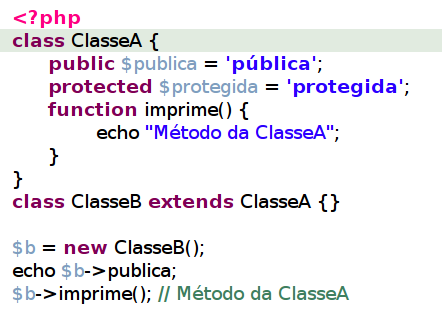 <?php
class ClasseA {
public $publica = 'pública';
protected $protegida = 'protegida';
function imprime() {
echo "Método da ClasseA";
}
}
class ClasseB extends ClasseA {}
$b = new ClasseB();
echo $b->publica;
$b->imprime(); // Método da ClasseA